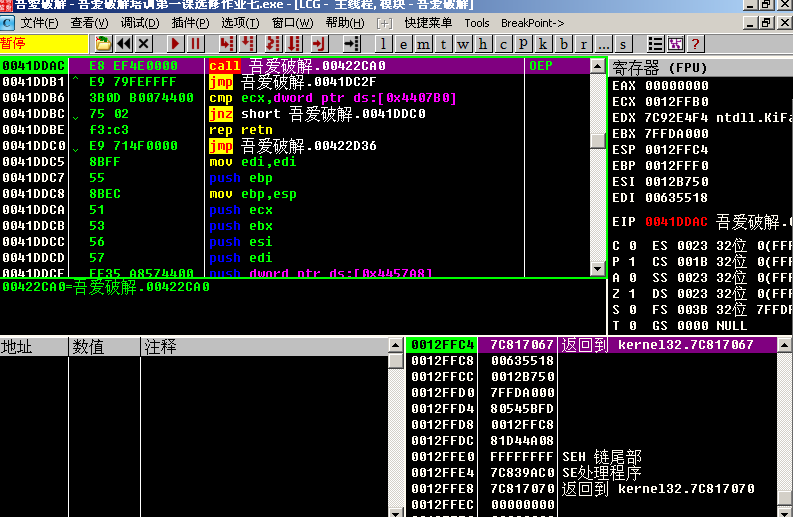 吾爱破解 - 吾爱破解培训第一课选修作业七.exe - [LCG - 主线程, 模块 - 吾爱破解]
C 文件(F) 查看(V) 调试(D) 插件(P) 选项(T) 窗口(W) 帮助(H) [+] 快捷菜单 Tools BreakPoint->
暂停 l e m t w h c p k b r ... s ?
0041DDAC E8 EF4E0000 call 吾爱破解.00422CA0 OEP
0041DDB1 E9 79FEFFFF jmp 吾爱破解.0041DC2F
0041DDB6 3B0D B0074400 cmp ecx,dword ptr ds:[0x4407B0]
0041DDBC 75 02 jnz short 吾爱破解.0041DDC0
0041DDBE f3:c3 rep retn
0041DDC0 E9 714F0000 jmp 吾爱破解.00422D36
0041DDC5 8BFF mov edi,edi
0041DDC7 55 push ebp
0041DDC8 8BEC mov ebp,esp
0041DDCA 51 push ecx
0041DDCB 53 push ebx
0041DDCC 56 push esi
0041DDCD 57 push edi
0041DDCE FF35 A8574400 push dword ptr ds:[0x4457A8]
00422CA0=吾爱破解.00422CA0
寄存器 (FPU)
EAX 00000000
ECX 0012FFB0
EDX 7C92E4F4 ntdll.KiFa
EBX 7FFDA000
ESP 0012FFC4
EBP 0012FFF0
ESI 0012B750
EDI 00635518
EIP 0041DDAC 吾爱破解.
C 0 ES 0023 32位 0(FFF
P 1 CS 001B 32位 0(FFF
A 0 SS 0023 32位 0(FFF
Z 1 DS 0023 32位 0(FFF
S 0 FS 003B 32位 7FFDF
T 0 GS 0000 NULL
地址 数值 注释
0012FFC4 7C817067 返回到 kernel32.7C817067
0012FFC8 00635518
0012FFCC 0012B750
0012FFD0 7FFDA000
0012FFD4 80545BFD
0012FFD8 0012FFC8
0012FFDC 81D44A08
0012FFE0 FFFFFFFF SEH 链尾部
0012FFE4 7C839AC0 SE处理程序
0012FFE8 7C817070 返回到 kernel32.7C817070
0012FFEC 00000000